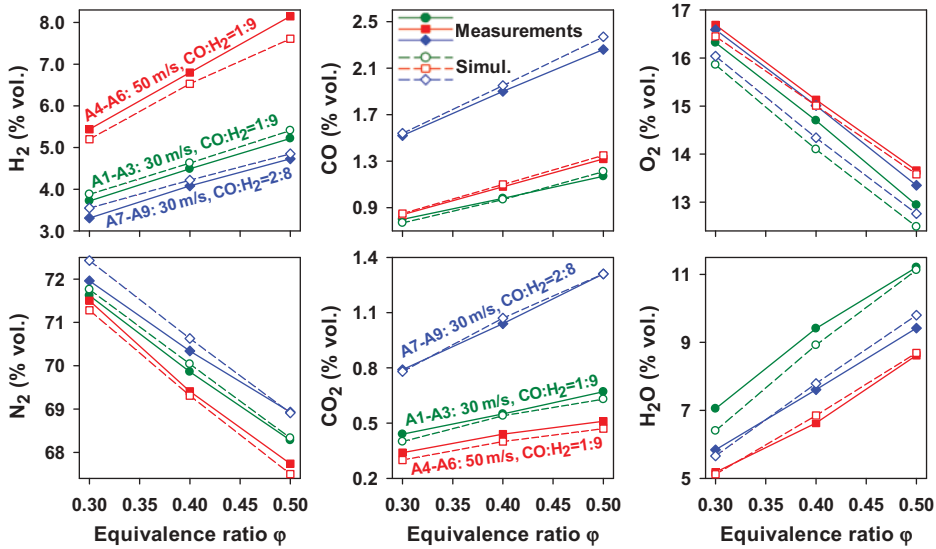 H2 (% vol.)
8.0
7.0
6.0
5.0
4.0
3.0
A4-A6: 50 m/s, CO:H2=1:9
A1-A3: 30 m/s, CO:H2=1:9
A7-A9: 30 m/s, CO:H2=2:8
CO (% vol.)
2.5
2.1
1.7
1.3
0.9
Measurements
Simul.
O2 (% vol.)
17
16
15
14
13
N2 (% vol.)
72
71
70
69
68
0.30 0.35 0.40 0.45 0.50
Equivalence ratio φ
CO2 (% vol.)
1.4
1.1
0.8
0.5
0.2
A7-A9: 30 m/s, CO:H2=2:8
A1-A3: 30 m/s, CO:H2=1:9
A4-A6: 50 m/s, CO:H2=1:9
0.30 0.35 0.40 0.45 0.50
Equivalence ratio φ
H2O (% vol.)
11
9
7
5
0.30 0.35 0.40 0.45 0.50
Equivalence ratio φ